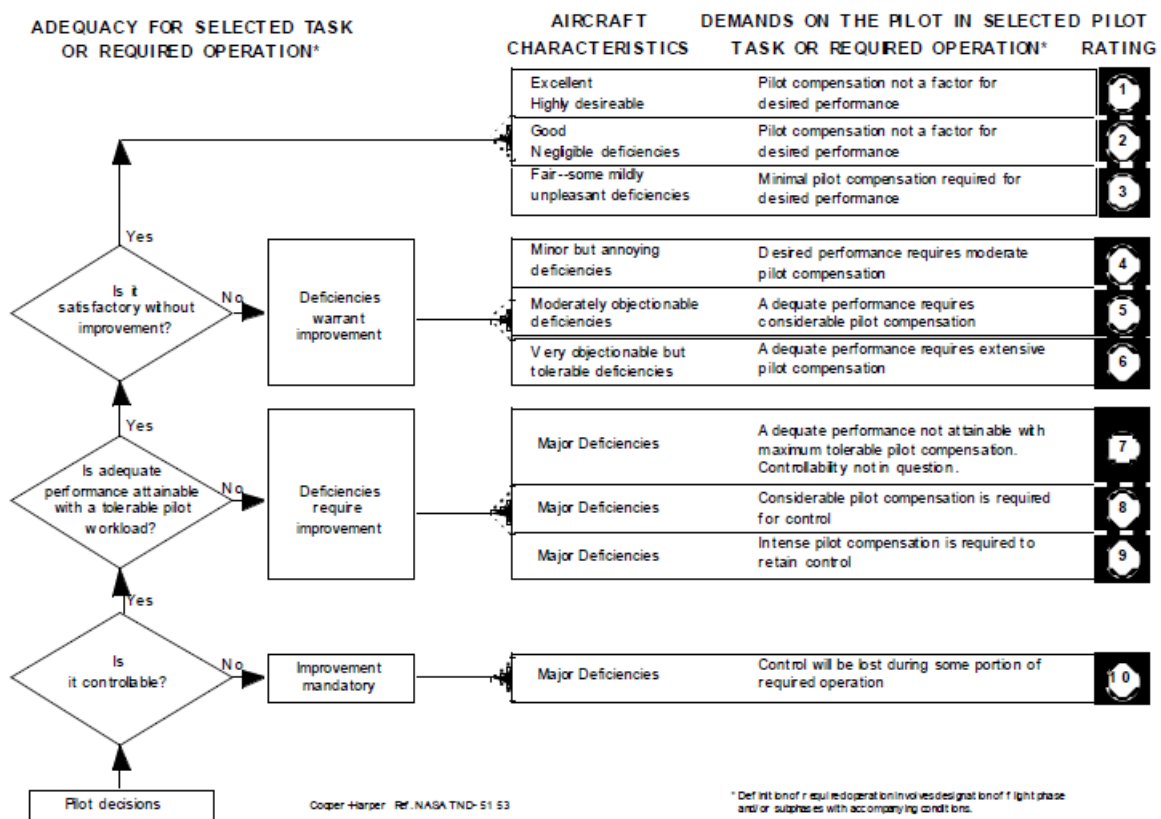 ADEQUACY FOR SELECTED TASK
OR REQUIRED OPERATION*
AIRCRAFT
CHARACTERISTICS
DEMANDS ON THE PILOT IN SELECTED
TASK OR REQUIRED OPERATION*
PILOT
RATING
Excellent
Highly desireable
Pilot compensation not a factor for
desired performance
1
Good
Negligible deficiencies
Pilot compensation not a factor for
desired performance
2
Fair--some mildly
unpleasant deficiencies
Minimal pilot compensation required for
desired performance
3
Yes
Is it
satisfactory without
improvement?
No
Deficiencies
warrant
improvement
Minor but annoying
deficiencies
Desired performance requires moderate
pilot compensation
4
Moderately objectionable
deficiencies
Adequate performance requires
considerable pilot compensation
5
Very objectionable but
tolerable deficiencies
Adequate performance requires extensive
pilot compensation
6
Yes
Is adequate
performance attainable
with a tolerable pilot
workload?
No
Deficiencies
require
improvement
Major Deficiencies
Adequate performance not attainable with
maximum tolerable pilot compensation.
Controllability not in question.
7
Major Deficiencies
Considerable pilot compensation is required
for control
8
Major Deficiencies
Intense pilot compensation is required to
retain control
9
Yes
Is
it controllable?
No
Improvement
mandatory
Major Deficiencies
Control will be lost during some portion of
required operation
10
Pilot decisions
Cooper-Harper Ref. NASA TND-5153
* Definition of required operation involves designation of flight phase
and/or subphases with accompanying conditions.